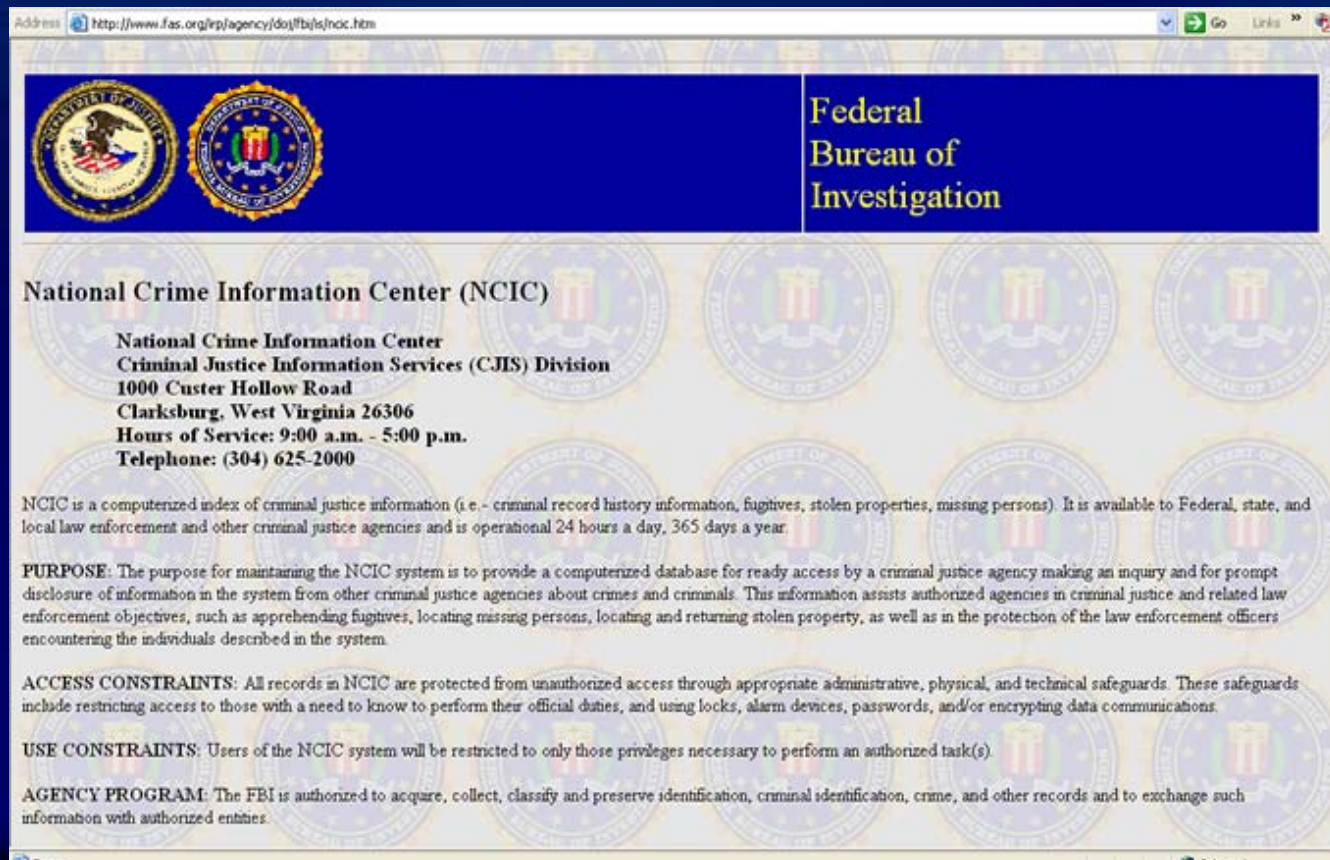 Address http://www.fas.org/irp/agency/doj/fbi/is/ncic.htm Go Links »
Federal
Bureau of
Investigation
National Crime Information Center (NCIC)
National Crime Information Center
Criminal Justice Information Services (CJIS) Division
1000 Custer Hollow Road
Clarksburg, West Virginia 26306
Hours of Service: 9:00 a.m. - 5:00 p.m.
Telephone: (304) 625-2000
NCIC is a computerized index of criminal justice information (i.e.- criminal record history information, fugitives, stolen properties, missing persons). It is available to Federal, state, and
local law enforcement and other criminal justice agencies and is operational 24 hours a day, 365 days a year.
PURPOSE: The purpose for maintaining the NCIC system is to provide a computerized database for ready access by a criminal justice agency making an inquiry and for prompt
disclosure of information in the system from other criminal justice agencies about crimes and criminals. This information assists authorized agencies in criminal justice and related law
enforcement objectives, such as apprehending fugitives, locating missing persons, locating and returning stolen property, as well as in the protection of the law enforcement officers
encountering the individuals described in the system.
ACCESS CONSTRAINTS: All records in NCIC are protected from unauthorized access through appropriate administrative, physical, and technical safeguards. These safeguards
include restricting access to those with a need to know to perform their official duties, and using locks, alarm devices, passwords, and/or encrypting data communications.
USE CONSTRAINTS: Users of the NCIC system will be restricted to only those privileges necessary to perform an authorized task(s).
AGENCY PROGRAM: The FBI is authorized to acquire, collect, classify and preserve identification, criminal identification, crime, and other records and to exchange such
information with authorized entities.